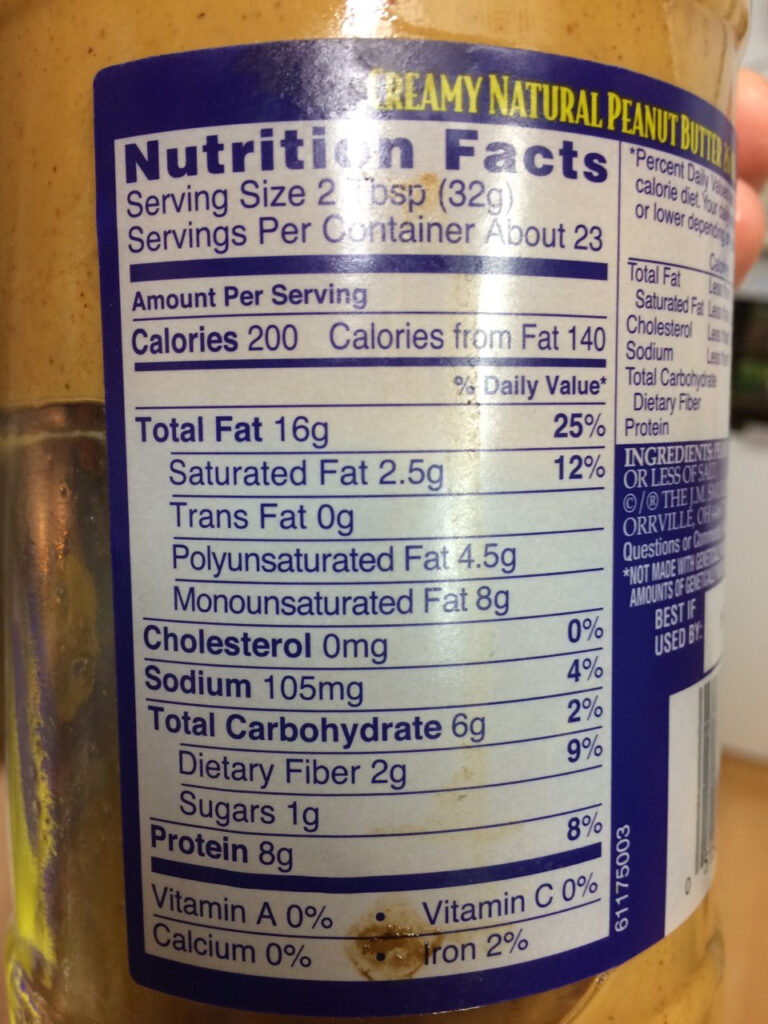 CREAMY NATURAL PEANUT BUTTER
Nutrition Facts
Serving Size 2 Tbsp (32g)
Servings Per Container About 23
Amount Per Serving
Calories 200 Calories from Fat 140
% Daily Value*
Total Fat 16g 25%
Saturated Fat 2.5g 12%
Trans Fat 0g
Polyunsaturated Fat 4.5g
Monounsaturated Fat 8g
Cholesterol 0mg 0%
Sodium 105mg 4%
Total Carbohydrate 6g 2%
Dietary Fiber 2g 9%
Sugars 1g
Protein 8g 8%
Vitamin A 0% • Vitamin C 0%
Calcium 0% • Iron 2%
*Percent Daily
calorie diet. Your
or lower depending
Total Fat
Saturated Fat
Cholesterol
Sodium
Total Carbohydrate
Dietary Fiber
Protein
INGREDIENTS:
OR LESS OF SALT
©/® THE J.M.
ORRVILLE, OH
Questions or
*NOT MADE WITH
AMOUNTS OF
BEST IF
USED BY:
61175003
0